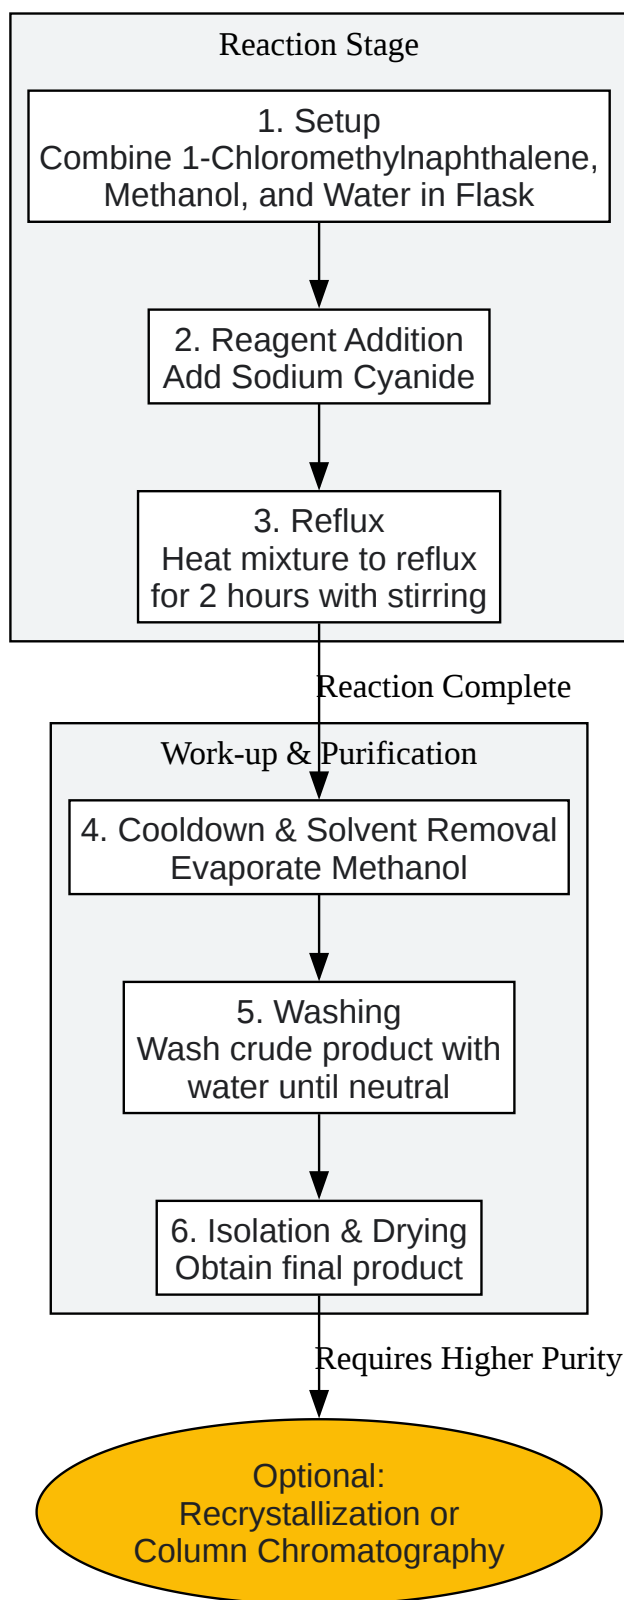 Reaction Stage
1. Setup
Combine 1-Chloromethylnaphthalene,
Methanol, and Water in Flask
2. Reagent Addition
Add Sodium Cyanide
3. Reflux
Heat mixture to reflux
for 2 hours with stirring
Reaction Complete
Work-up & Purification
4. Cooldown & Solvent Removal
Evaporate Methanol
5. Washing
Wash crude product with
water until neutral
6. Isolation & Drying
Obtain final product
Requires Higher Purity
Optional:
Recrystallization or
Column Chromatography